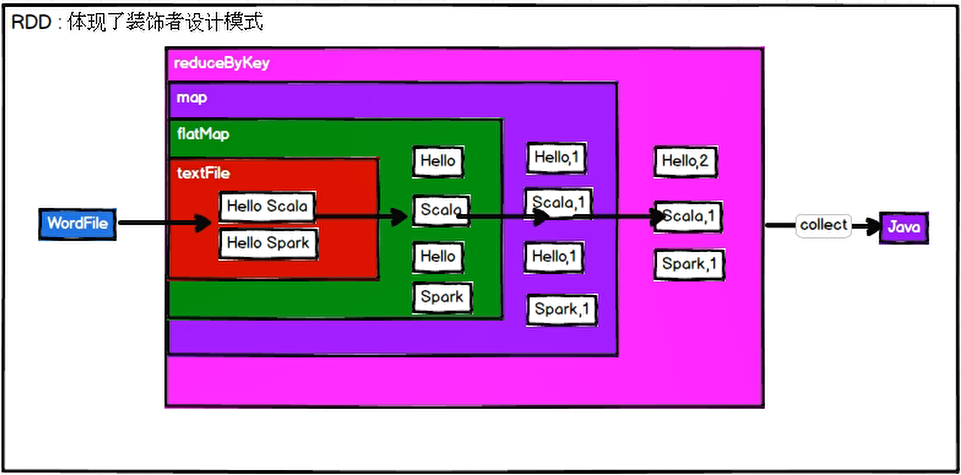 RDD : 体现了装饰者设计模式
reduceByKey
map
flatMap
textFile
WordFile
Hello Scala
Hello Spark
Hello
Scala
Hello
Spark
Hello,1
Scala,1
Hello,1
Spark,1
Hello,2
Scala,1
Spark,1
collect
Java